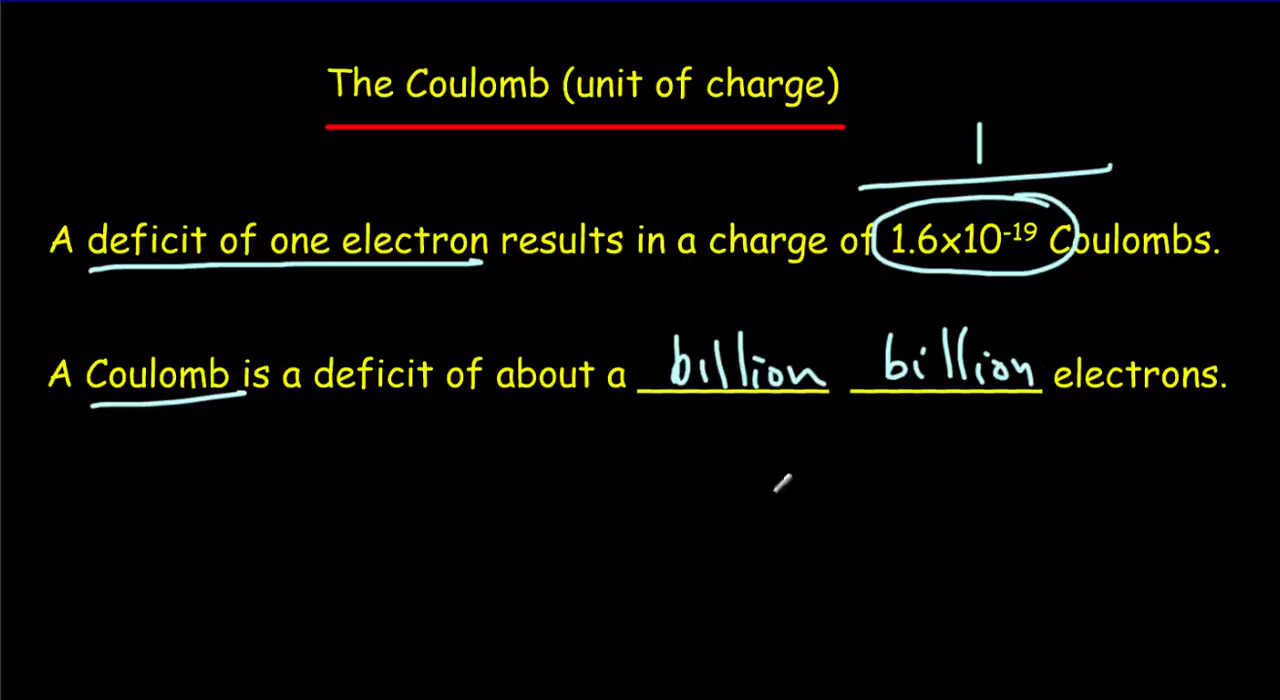 The Coulomb (unit of charge)
1
A deficit of one electron results in a charge of 1.6x10⁻¹⁹ Coulombs.
A Coulomb is a deficit of about a billion billion electrons.